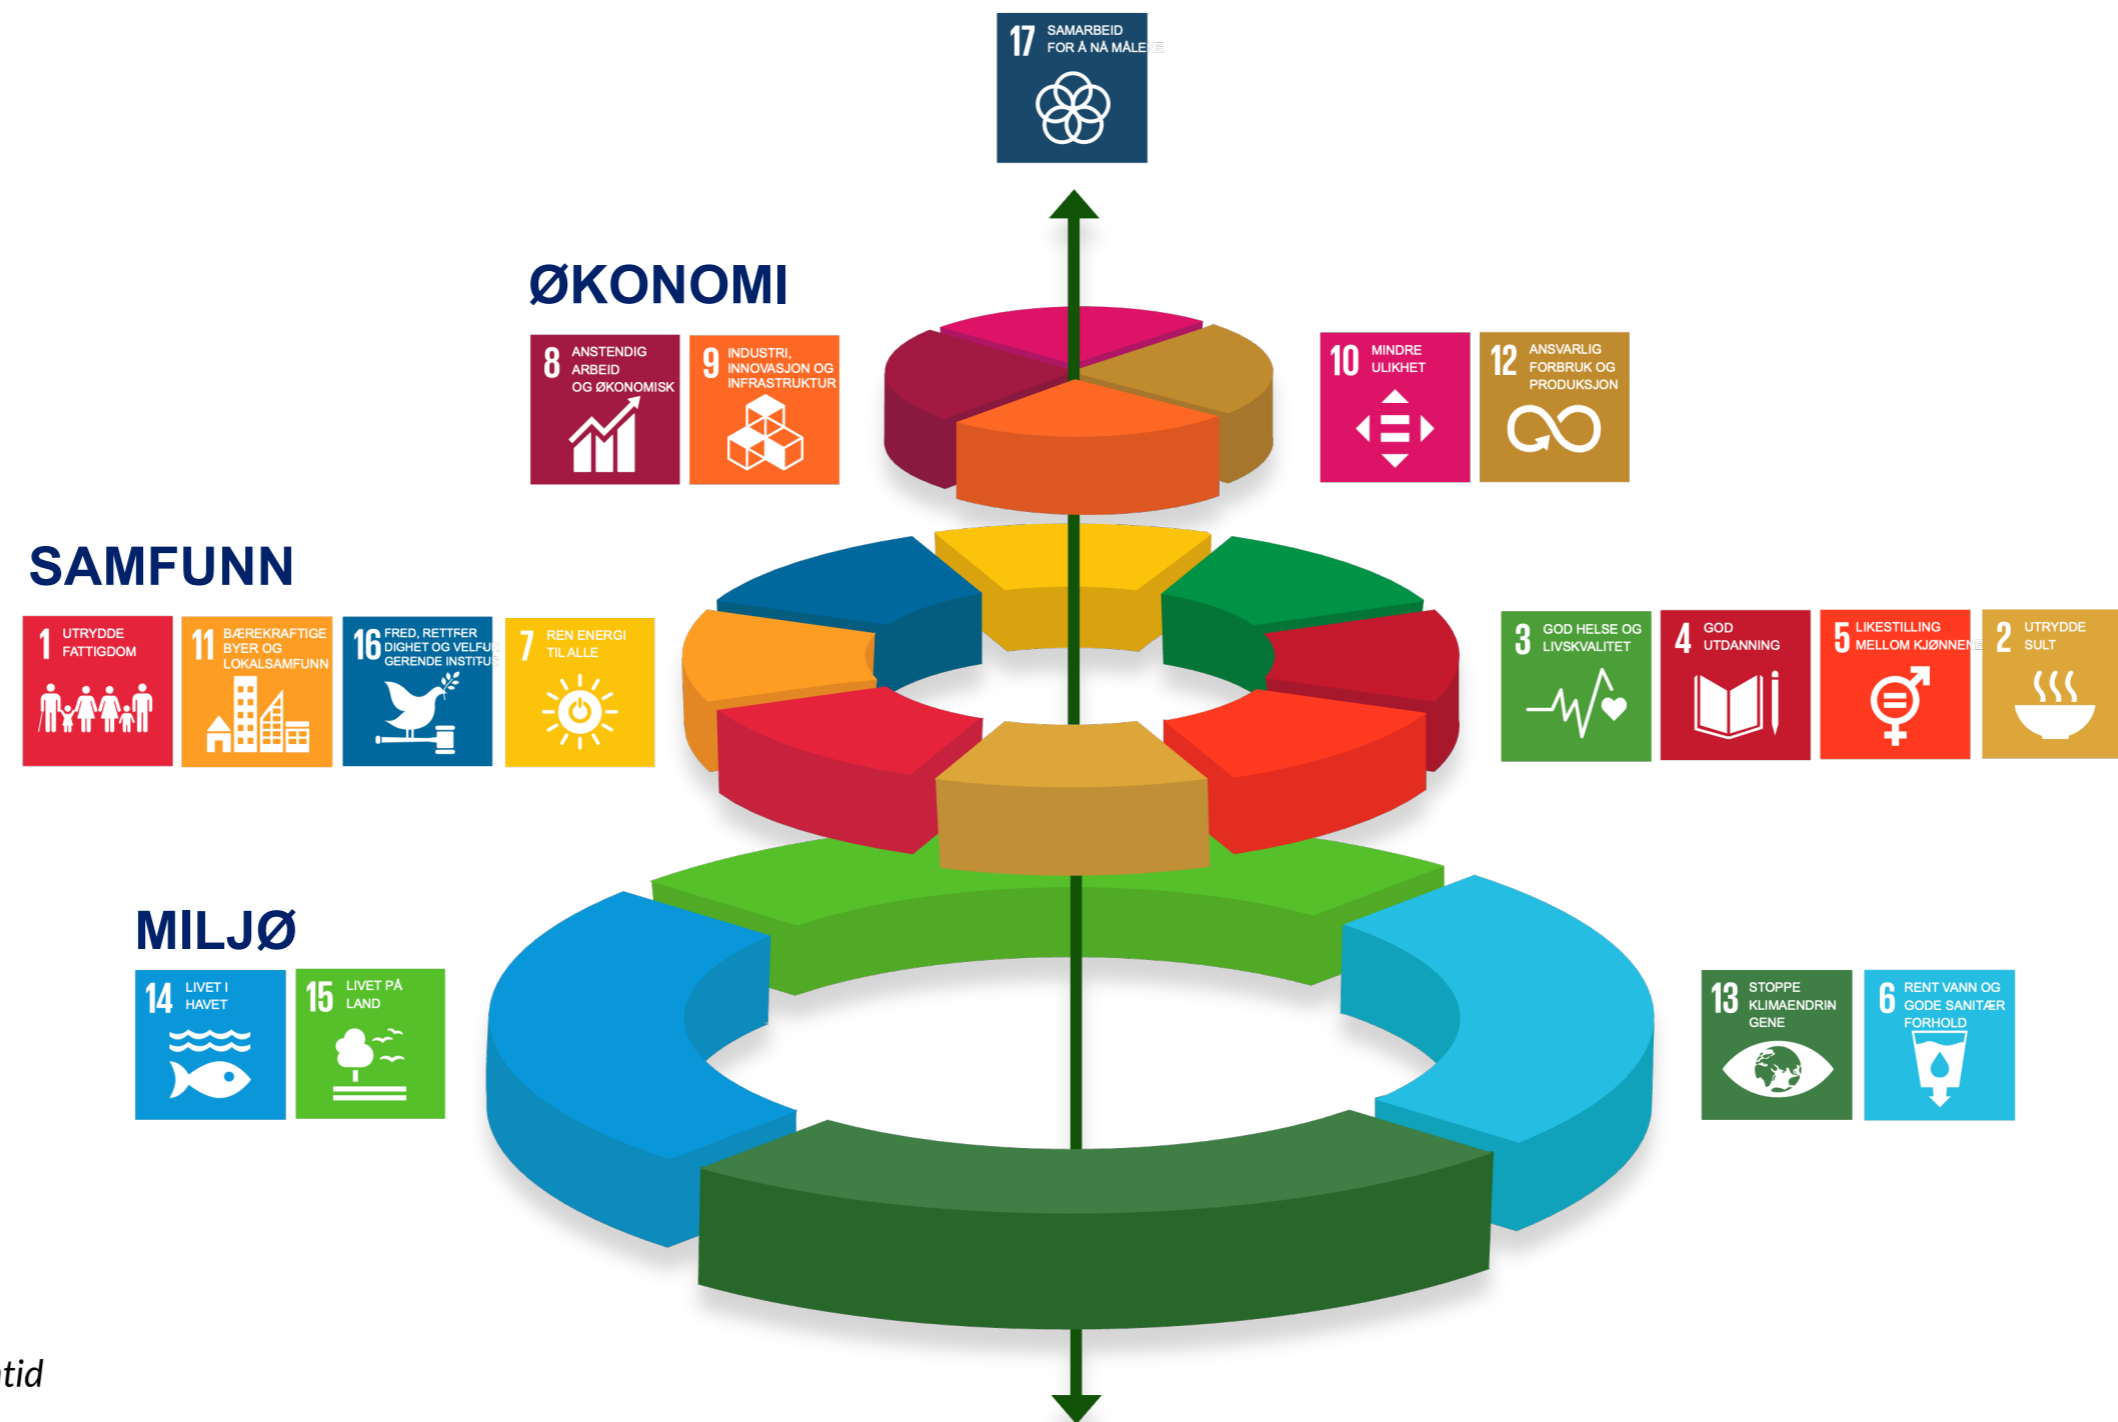 17 SAMARBEID
FOR Å NÅ MÅLENE
ØKONOMI
8 ANSTENDIG
ARBEID
OG ØKONOMISK
9 INDUSTRI,
INNOVASJON OG
INFRASTRUKTUR
10 MINDRE
ULIKHET
12 ANSVARLIG
FORBRUK OG
PRODUKSJON
SAMFUNN
1 UTRYDDE
FATTIGDOM
11 BÆREKRAFTIGE
BYER OG
LOKALSAMFUNN
16 FRED, RETTFER
DIGHET OG VELFUN
GERENDE INSTITUS
7 REN ENERGI
TIL ALLE
3 GOD HELSE OG
LIVSKVALITET
4 GOD
UTDANNING
5 LIKESTILLING
MELLOM KJØNNENE
2 UTRYDDE
SULT
MILJØ
14 LIVET I
HAVET
15 LIVET PÅ
LAND
13 STOPPE
KLIMAENDRIN
GENE
6 RENT VANN OG
GODE SANITÆR
FORHOLD
tid